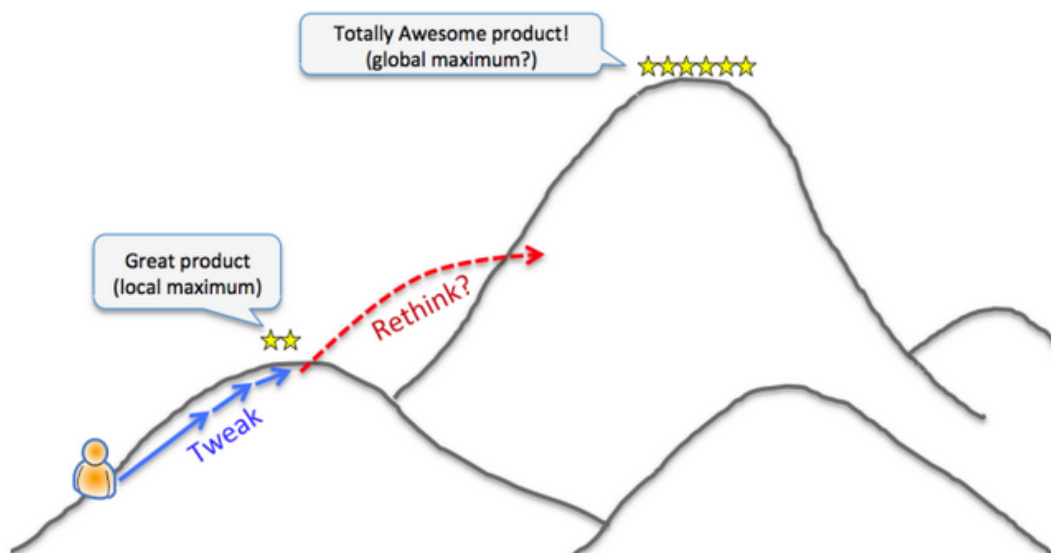 Totally Awesome product!
(global maximum?)
Great product
(local maximum)
Rethink?
Tweak